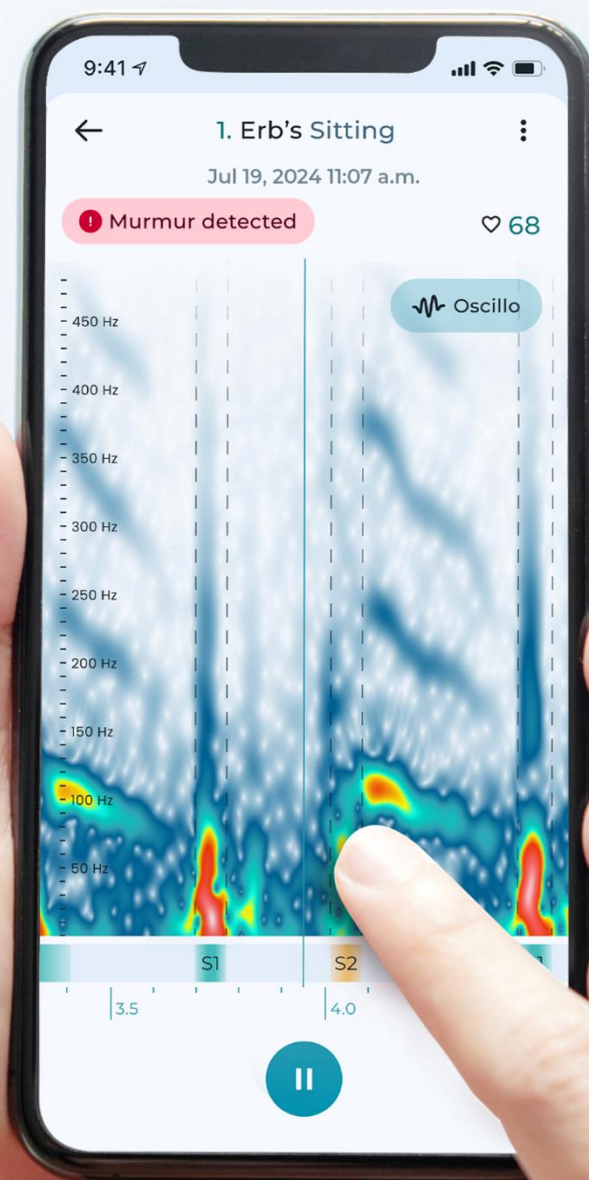 9:41
1. Erb's Sitting
Jul 19, 2024 11:07 a.m.
! Murmur detected
68
Oscillo
450 Hz
400 Hz
350 Hz
300 Hz
250 Hz
200 Hz
150 Hz
100 Hz
50 Hz
S1
S2
1
3.5
4.0